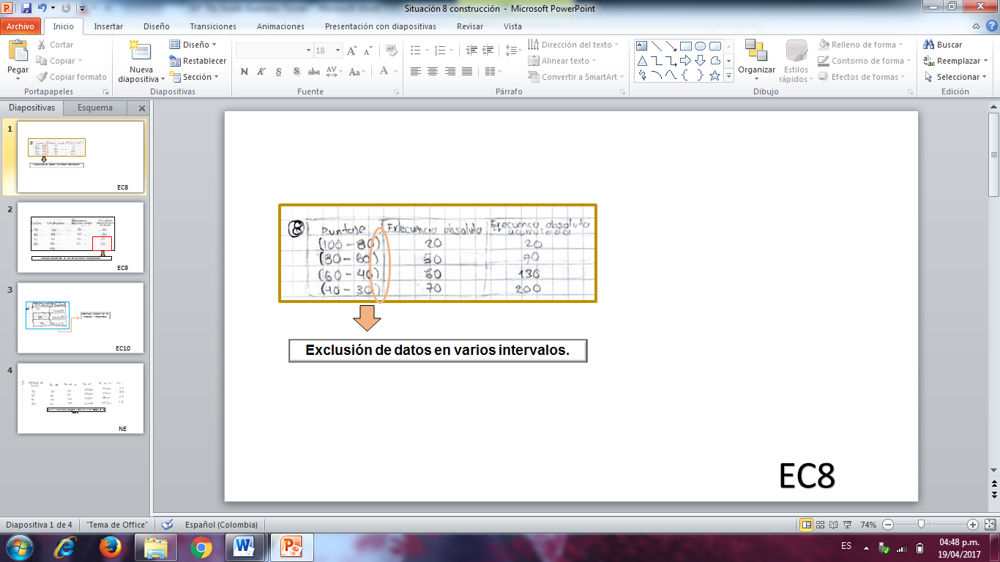 Situación 8 construcción - Microsoft PowerPoint
Archivo Inicio Insertar Diseño Transiciones Animaciones Presentación con diapositivas Revisar Vista
Pegar
Cortar
Copiar
Copiar formato
Portapapeles
Nueva diapositiva
Diseño
Restablecer
Sección
Diapositivas
18
N K S S abc AV Aa A
Fuente
Dirección del texto
Alinear texto
Convertir a SmartArt
Párrafo
Organizar
Estilos rápidos
Relleno de forma
Contorno de forma
Efectos de formas
Dibujo
Buscar
Reemplazar
Seleccionar
Edición
Diapositivas Esquema
1
EC8
2
EC9
3
EC10
4
NE
8 Puntaje Frecuencia absoluta Frecuencia absoluta acumulada
(100 - 80) 20 20
(80 - 60) 50 90
(60 - 40) 60 130
(40 - 30) 70 200
Exclusión de datos en varios intervalos.
EC8
Diapositiva 1 de 4 "Tema de Office" Español (Colombia) 74%
ES 04:48 p.m.
19/04/2017